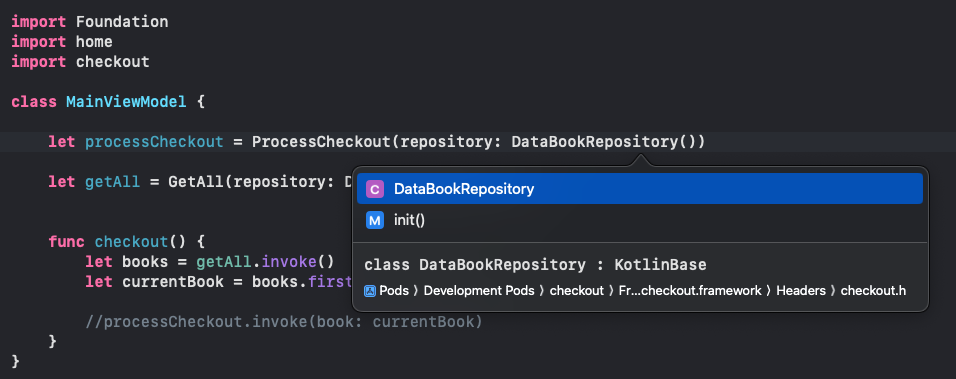 import Foundation
import home
import checkout
class MainViewModel {
let processCheckout = ProcessCheckout(repository: DataBookRepository())
let getAll = GetAll(repository: D
C DataBookRepository
M init()
class DataBookRepository : KotlinBase
Pods 〉 Development Pods 〉 checkout 〉 Fr...checkout.framework 〉 Headers 〉 checkout.h
func checkout() {
let books = getAll.invoke()
let currentBook = books.first
//processCheckout.invoke(book: currentBook)
}
}